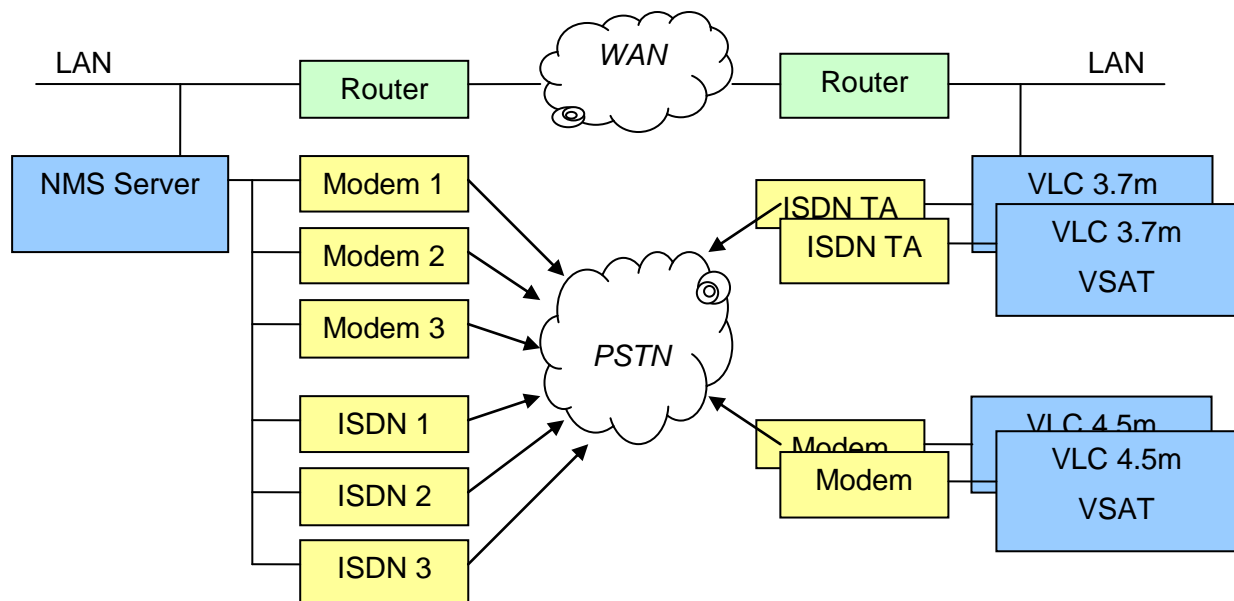 LAN
Router
WAN
Router
LAN
NMS Server
Modem 1
Modem 2
Modem 3
ISDN 1
ISDN 2
ISDN 3
PSTN
ISDN TA
ISDN TA
VLC 3.7m
VLC 3.7m
VSAT
Modem
Modem
VLC 4.5m
VLC 4.5m
VSAT